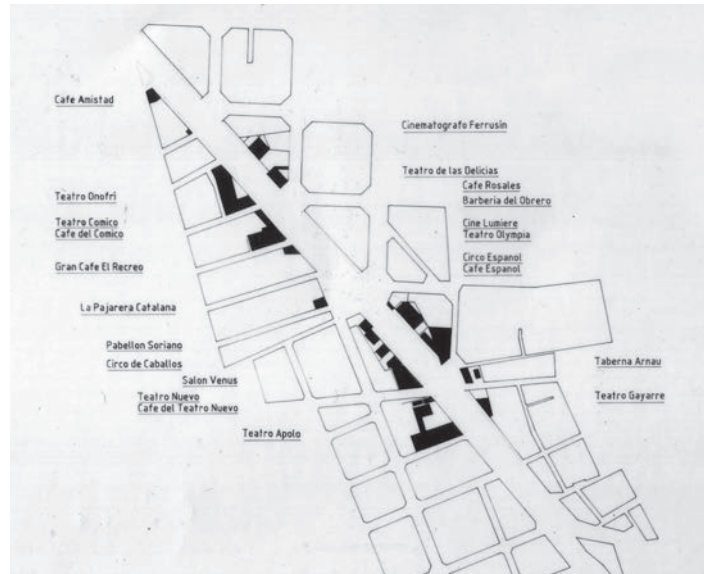 Cafe Amistad
Teatro Onofri
Teatro Comico
Cafe del Comico
Gran Cafe El Recreo
La Pajarera Catalana
Pabellon Soriano
Circo de Caballos
Salon Venus
Teatro Nuevo
Cafe del Teatro Nuevo
Teatro Apolo
Cinematografo Ferrusin
Teatro de las Delicias
Cafe Rosales
Barberia del Obrero
Cine Lumiere
Teatro Olympia
Circo Espanol
Cafe Espanol
Taberna Arnau
Teatro Gayarre